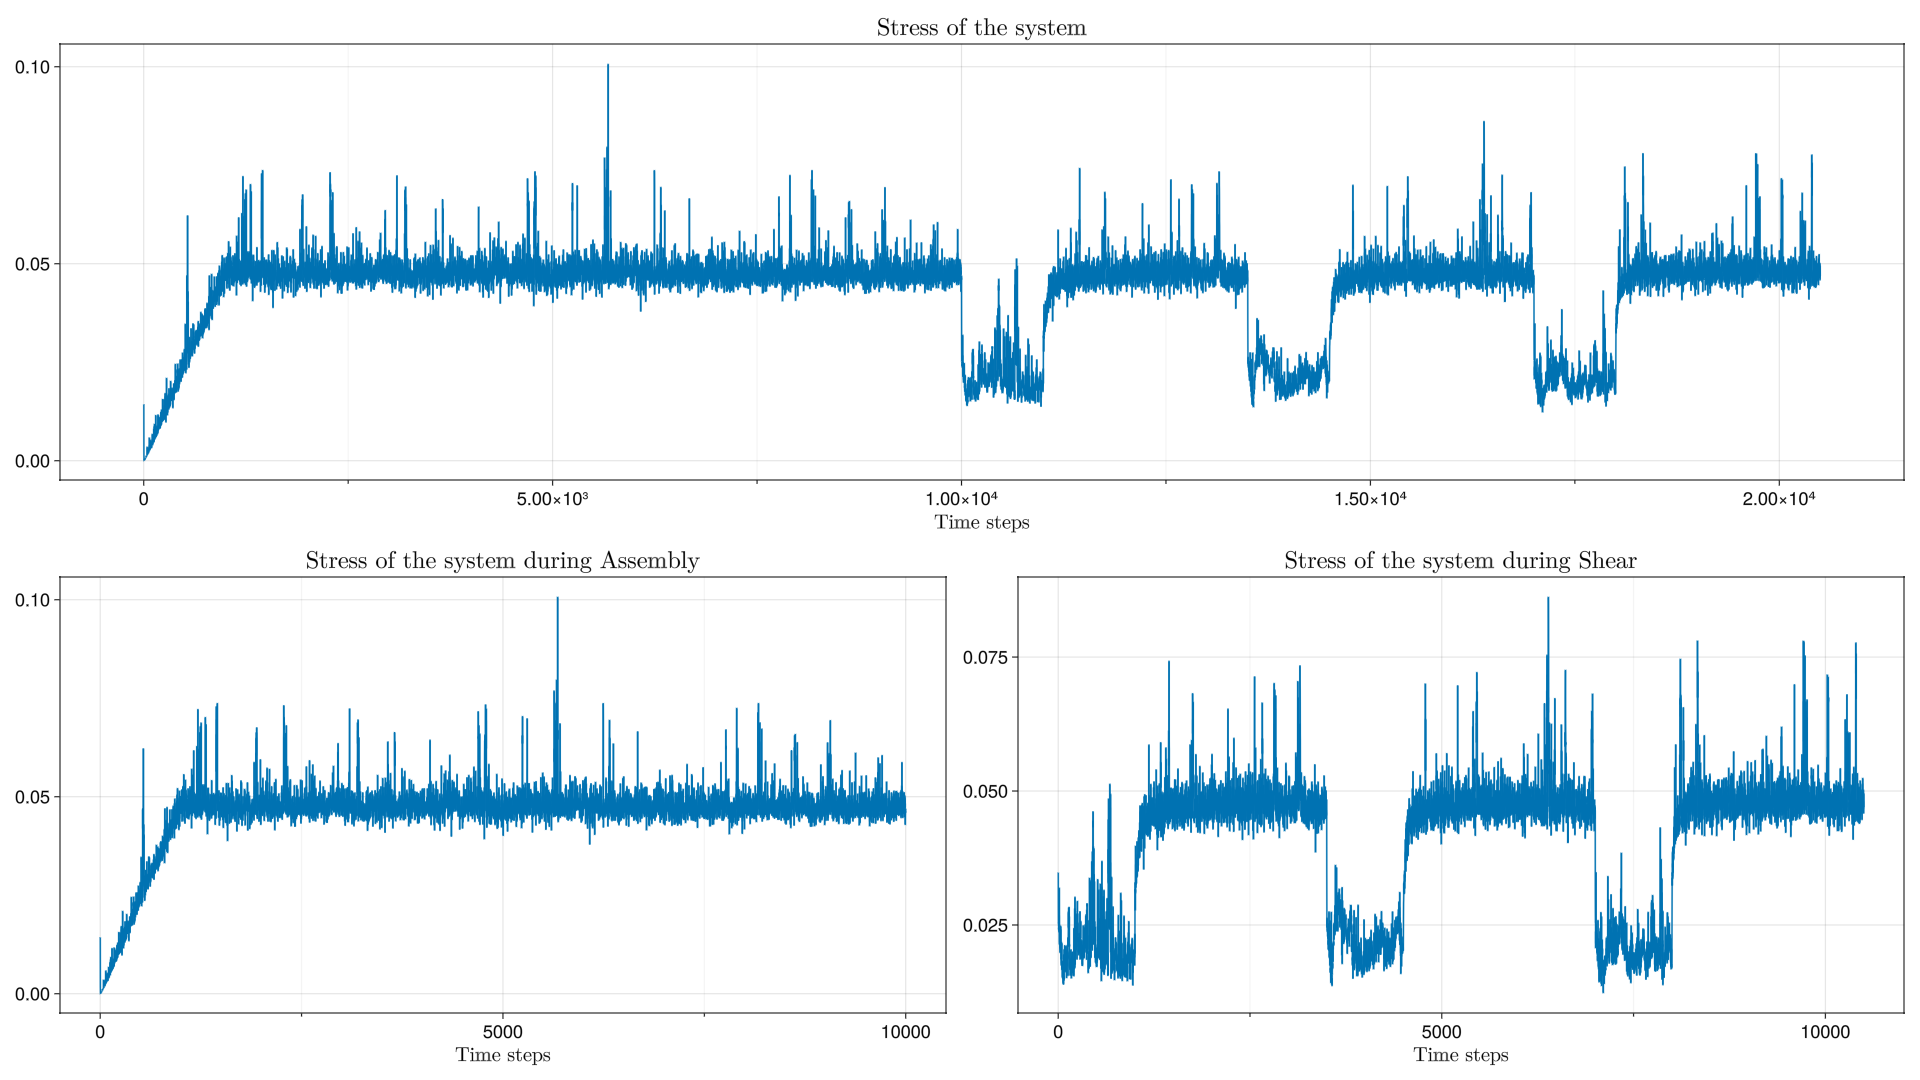 Stress of the system
0.10
0.05
0.00
0 5.00×10³ 1.00×10⁴ 1.50×10⁴ 2.00×10⁴
Time steps
Stress of the system during Assembly
0.10
0.05
0.00
0 5000 10000
Time steps
Stress of the system during Shear
0.075
0.050
0.025
0 5000 10000
Time steps